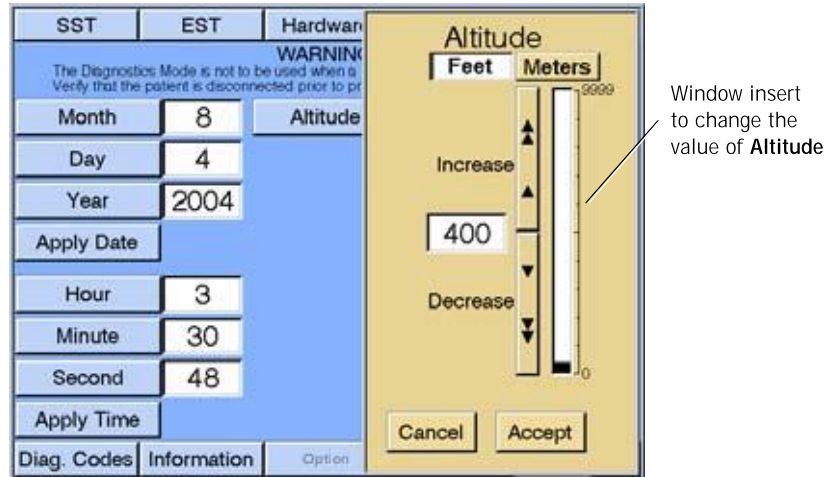 SST EST Hardwar
WARNIN
The Diagnostics Mode is not to be used when a
Verify that the patient is disconnected prior to pr
Month 8 Altitude
Day 4
Year 2004
Apply Date
Hour 3
Minute 30
Second 48
Apply Time
Diag. Codes Information Option
Altitude
Feet Meters
9999
Increase
400
Decrease
0
Cancel Accept
Window insert
to change the
value of Altitude